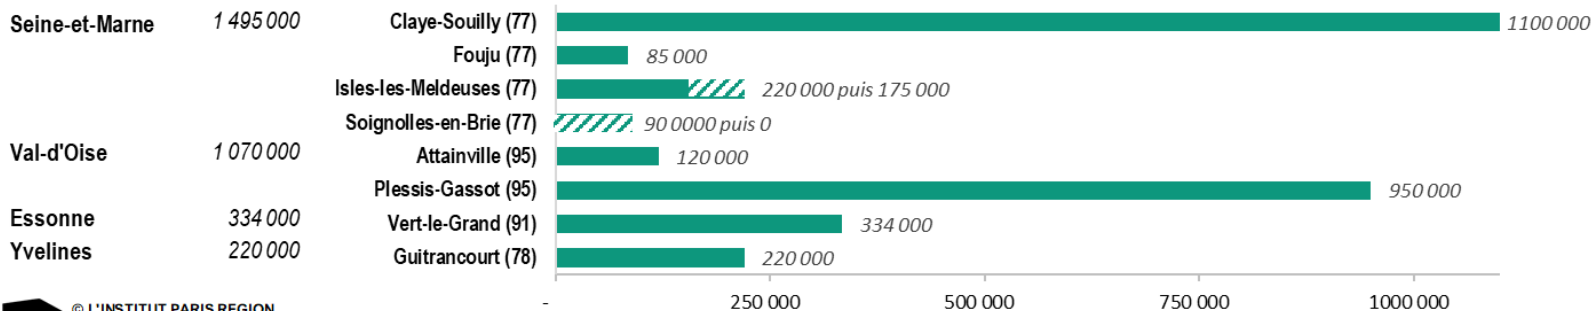 Seine-et-Marne 1 495 000 Claye-Souilly (77) 1100 000
Fouju (77) 85 000
Isles-les-Meldeuses (77) 220 000 puis 175 000
Soignolles-en-Brie (77) 90 0000 puis 0
Val-d'Oise 1 070 000 Attainville (95) 120 000
Plessis-Gassot (95) 950 000
Essonne 334 000 Vert-le-Grand (91) 334 000
Yvelines 220 000 Guitrancourt (78) 220 000
© L'INSTITUT PARIS REGION - 250 000 500 000 750 000 1000 000